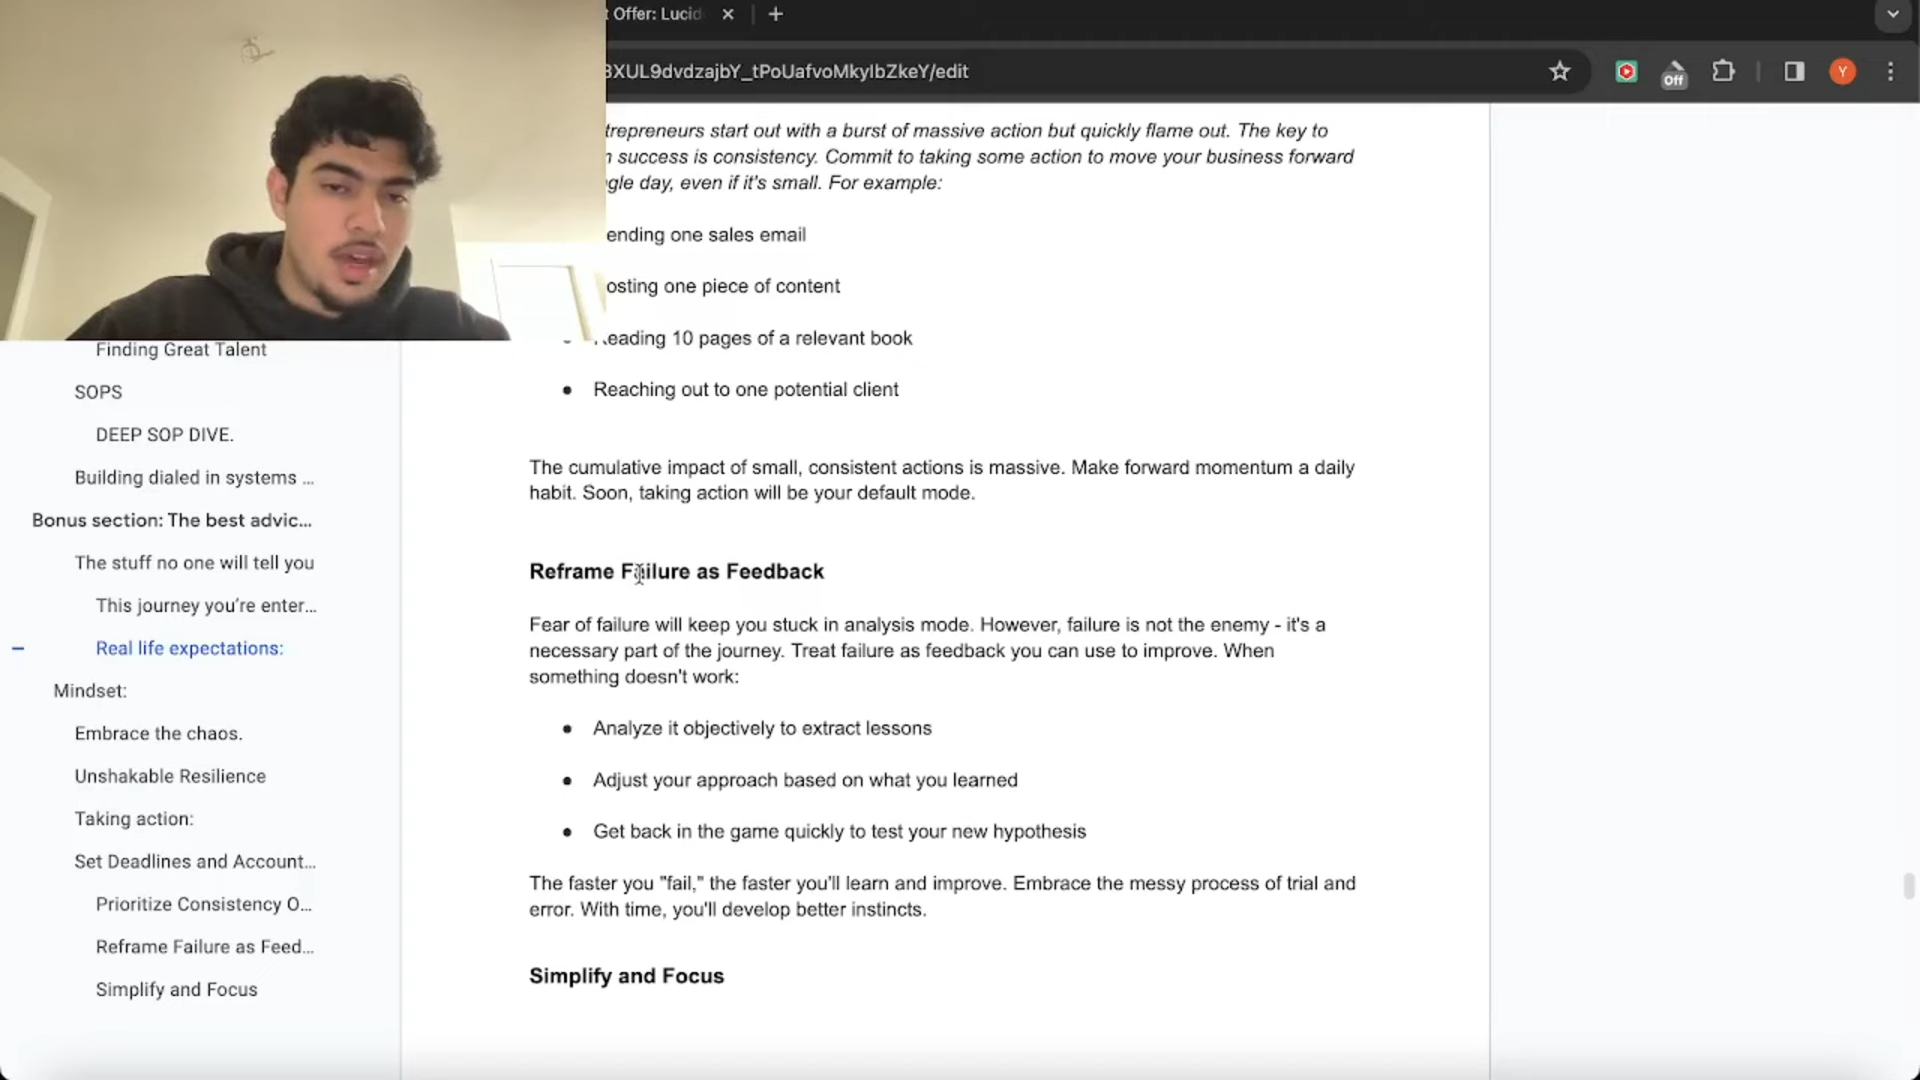 Offer: Lucid
XUL9dvdzajbY_tPoUafvoMkyIbZkeY/edit
Off
Y
but quickly flame out. The key to
success is consistency. Commit to taking some action to move your business forward
day, even if it's small. For example:
one sales email
one piece of content
10 pages of a relevant book
• Reaching out to one potential client
The cumulative impact of small, consistent actions is massive. Make forward momentum a daily
habit. Soon, taking action will be your default mode.
Reframe Failure as Feedback
Fear of failure will keep you stuck in analysis mode. However, failure is not the enemy - it's a
necessary part of the journey. Treat failure as feedback you can use to improve. When
something doesn't work:
• Analyze it objectively to extract lessons
• Adjust your approach based on what you learned
• Get back in the game quickly to test your new hypothesis
The faster you "fail," the faster you'll learn and improve. Embrace the messy process of trial and
error. With time, you'll develop better instincts.
Simplify and Focus
Finding Great Talent
SOPS
DEEP SOP DIVE.
Building dialed in systems ...
Bonus section: The best advic...
The stuff no one will tell you
This journey you're enter...
Real life expectations:
Mindset:
Embrace the chaos.
Unshakable Resilience
Taking action:
Set Deadlines and Account...
Prioritize Consistency O...
Reframe Failure as Feed...
Simplify and Focus